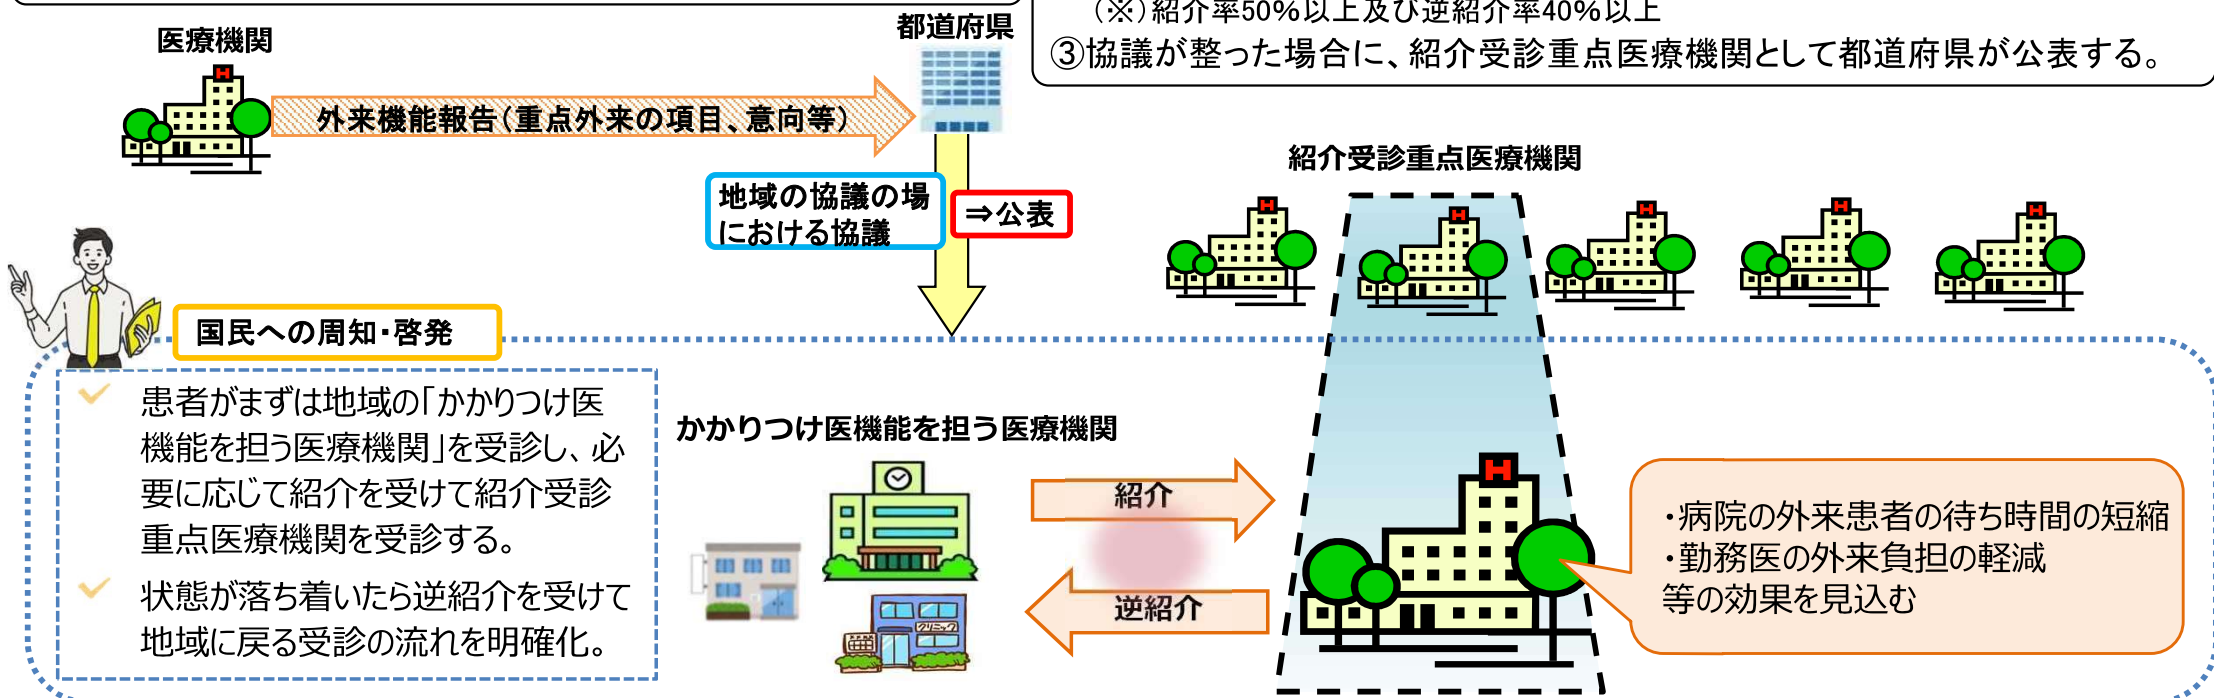 (※)紹介率50%以上及び逆紹介率40%以上
③協議が整った場合に、紹介受診重点医療機関として都道府県が公表する。
医療機関
都道府県
外来機能報告(重点外来の項目、意向等)
地域の協議の場
における協議
⇒公表
紹介受診重点医療機関
国民への周知・啓発
患者がまずは地域の「かかりつけ医
機能を担う医療機関」を受診し、必
要に応じて紹介を受けて紹介受診
重点医療機関を受診する。
状態が落ち着いたら逆紹介を受けて
地域に戻る受診の流れを明確化。
かかりつけ医機能を担う医療機関
クリニック
紹介
逆紹介
・病院の外来患者の待ち時間の短縮
・勤務医の外来負担の軽減
等の効果を見込む
H
H
H
H
H
H
H